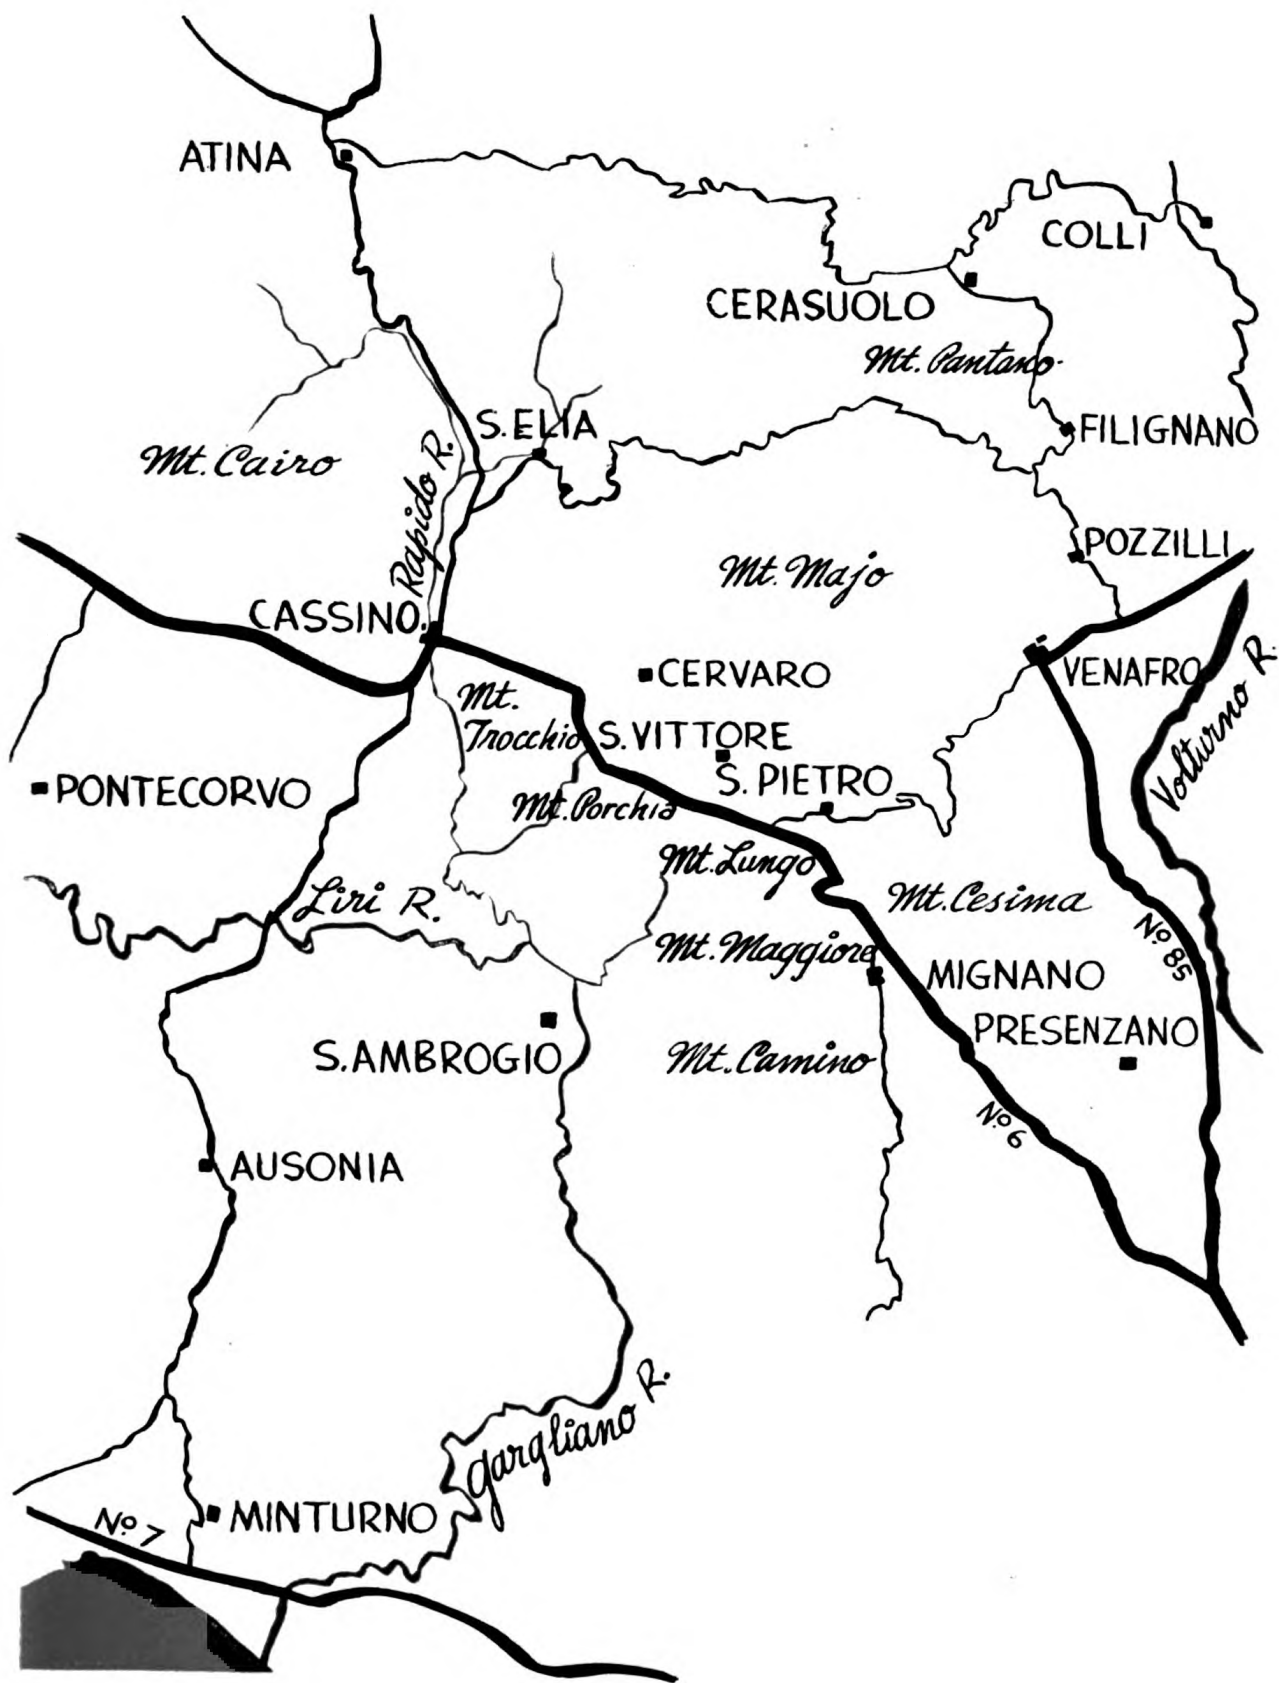 ATINA
COLLI
CERASUOLO
Mt. Pantano
S. ELIA
FILIGNANO
Mt. Cairo
Rapido R.
POZZILLI
Mt. Majo
CASSINO
CERVARO
VENAFRO
Volturno R.
Mt.
Trocchio
S. VITTORE
PONTECORVO
S. PIETRO
Mt. Porchia
Mt. Lungo
Liri R.
Mt. Cesima
No 85
Mt. Maggiore
MIGNANO
PRESENZANO
S. AMBROGIO
Mt. Camino
No 6
AUSONIA
Gargliano R.
No 7
MINTURNO